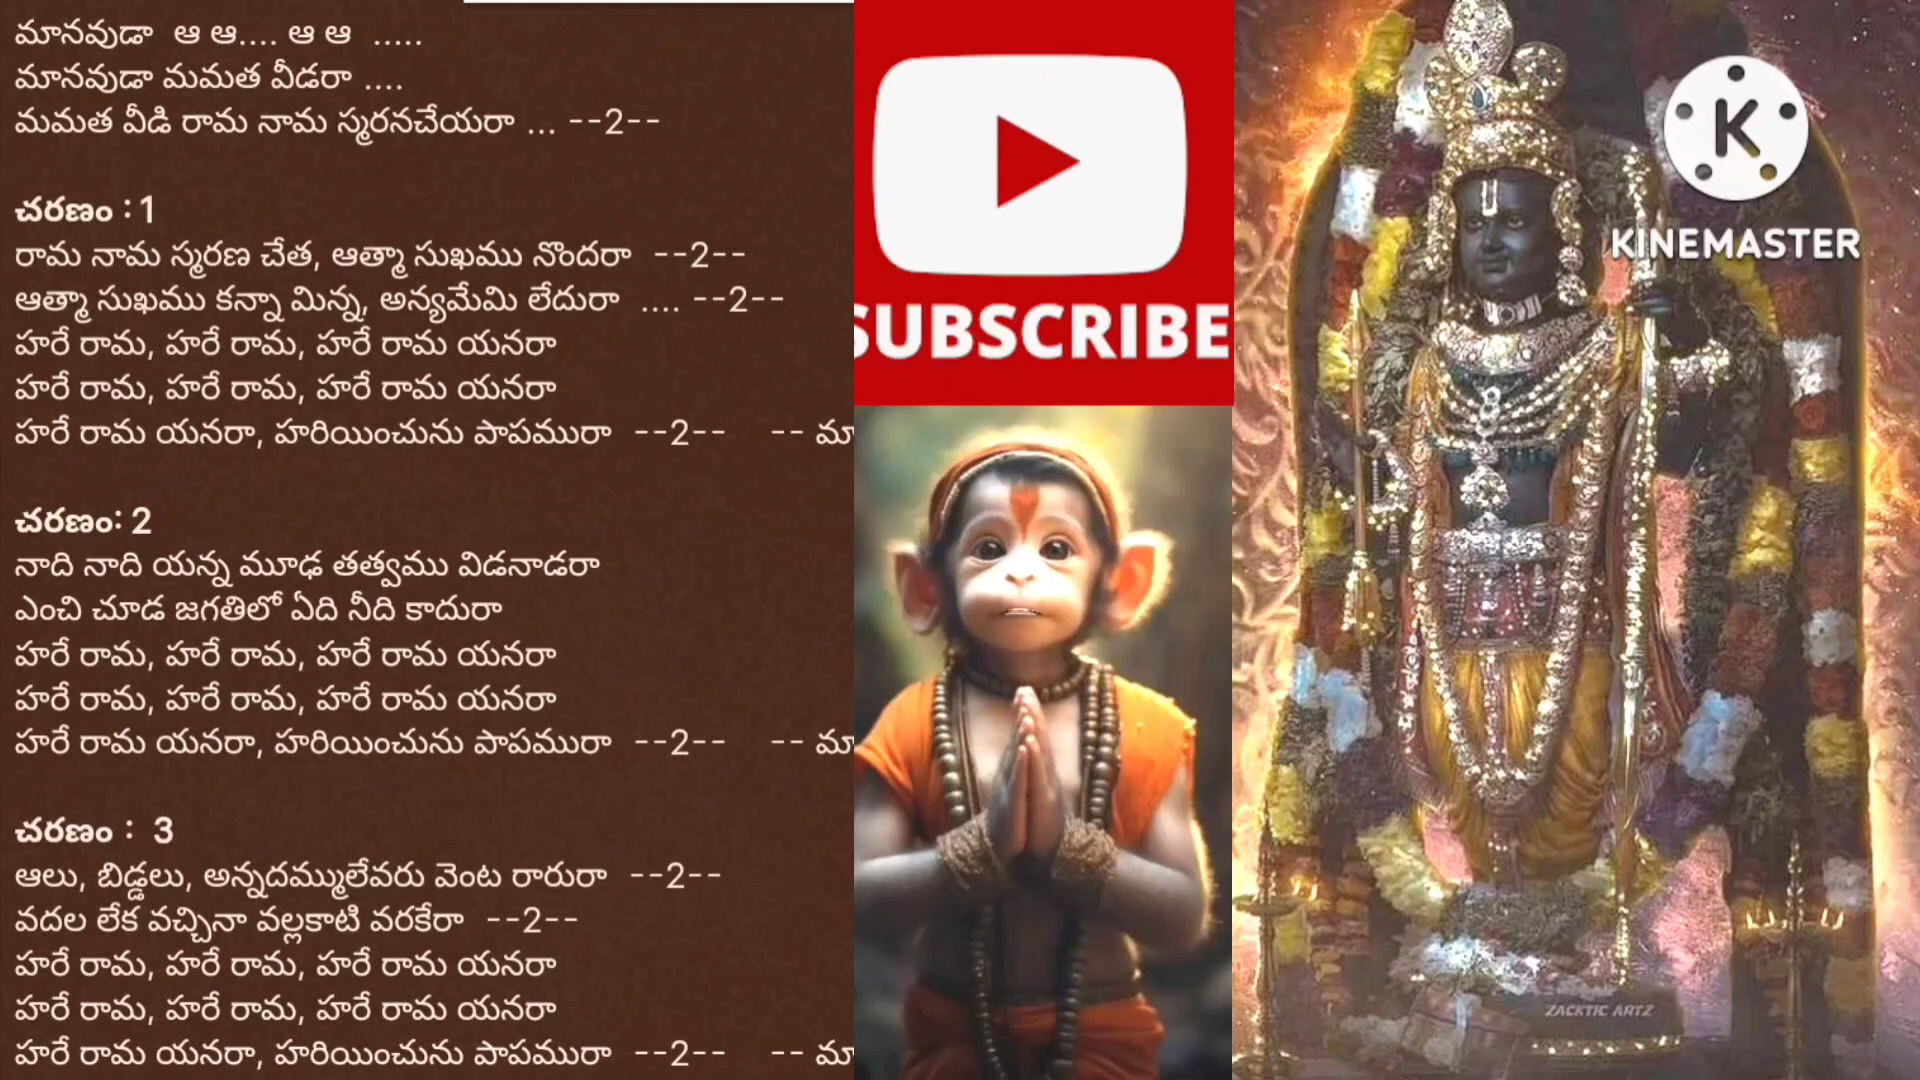 మానవుడా  ఆ ఆ.... ఆ ఆ  .....
మానవుడా మమత వీడరా ....
మమత వీడి రామ నామ స్మరనచేయరా ... --2--
చరణం : 1
రామ నామ స్మరణ చేత, ఆత్మా సుఖము నొందరా  --2--
ఆత్మా సుఖము కన్నా మిన్న, అన్యమేమి లేదురా  .... --2--
హరే రామ, హరే రామ, హరే రామ యనరా
హరే రామ, హరే రామ, హరే రామ యనరా
హరే రామ యనరా, హరియించును పాపమురా  --2--    -- మా
చరణం: 2
నాది నాది యన్న మూఢ తత్వము విడనాడరా
ఎంచి చూడ జగతిలో ఏది నీది కాదురా
హరే రామ, హరే రామ, హరే రామ యనరా
హరే రామ, హరే రామ, హరే రామ యనరా
హరే రామ యనరా, హరియించును పాపమురా  --2--    -- మా
చరణం :  3
ఆలు, బిడ్డలు, అన్నదమ్ములేవరు వెంట రారురా  --2--
వదల లేక వచ్చినా వల్లకాటి వరకేరా  --2--
హరే రామ, హరే రామ, హరే రామ యనరా
హరే రామ, హరే రామ, హరే రామ యనరా
హరే రామ యనరా, హరియించును పాపమురా  --2--    -- మా
SUBSCRIBE
K
KINEMASTER
ZACKTIC ARTZ